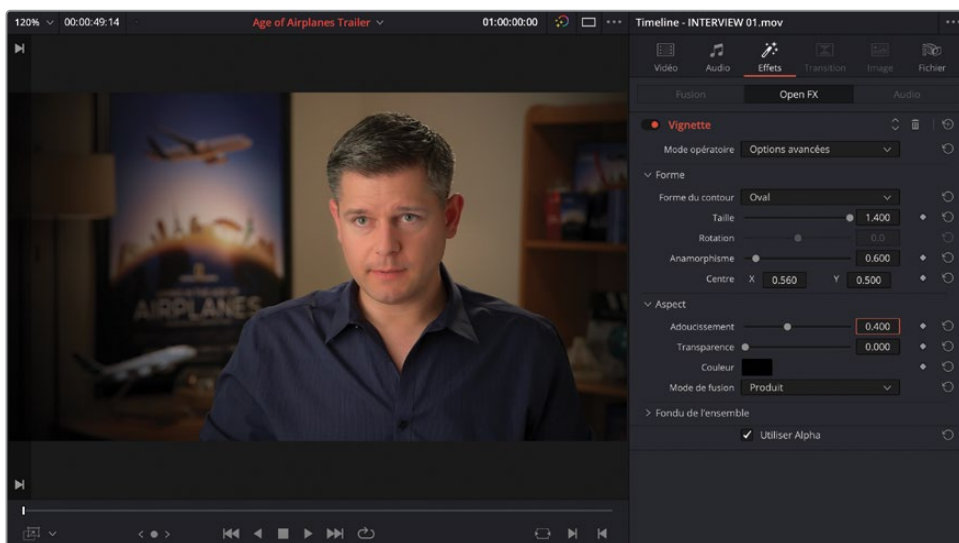 120%
00:00:49:14
Age of Airplanes Trailer
01:00:00:00
Timeline - INTERVIEW 01.mov
Vidéo
Audio
Effets
Transition
Image
Fichier
Fusion
Open FX
Audio
Vignette
Mode opératoire Options avancées
Forme
Forme du contour Oval
Taille 1.400
Rotation 0.0
Anamorphisme 0.600
Centre X 0.560 Y 0.500
Aspect
Adoucissement 0.400
Transparence 0.000
Couleur
Mode de fusion Produit
Fondu de l'ensemble
Utiliser Alpha
AIRPLANES